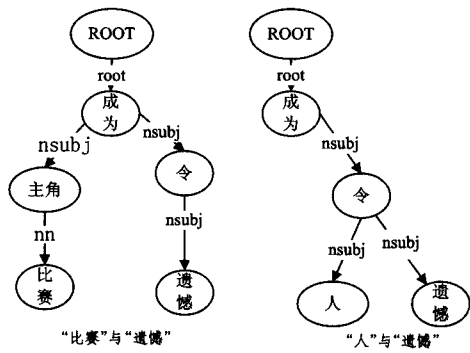 ROOT
root
成为
nsubj
nsubj
主角
令
nn
nsubj
比赛
遗憾
“比赛”与“遗憾”
ROOT
root
成为
nsubj
令
nsubj
nsubj
人
遗憾
“人”与“遗憾”